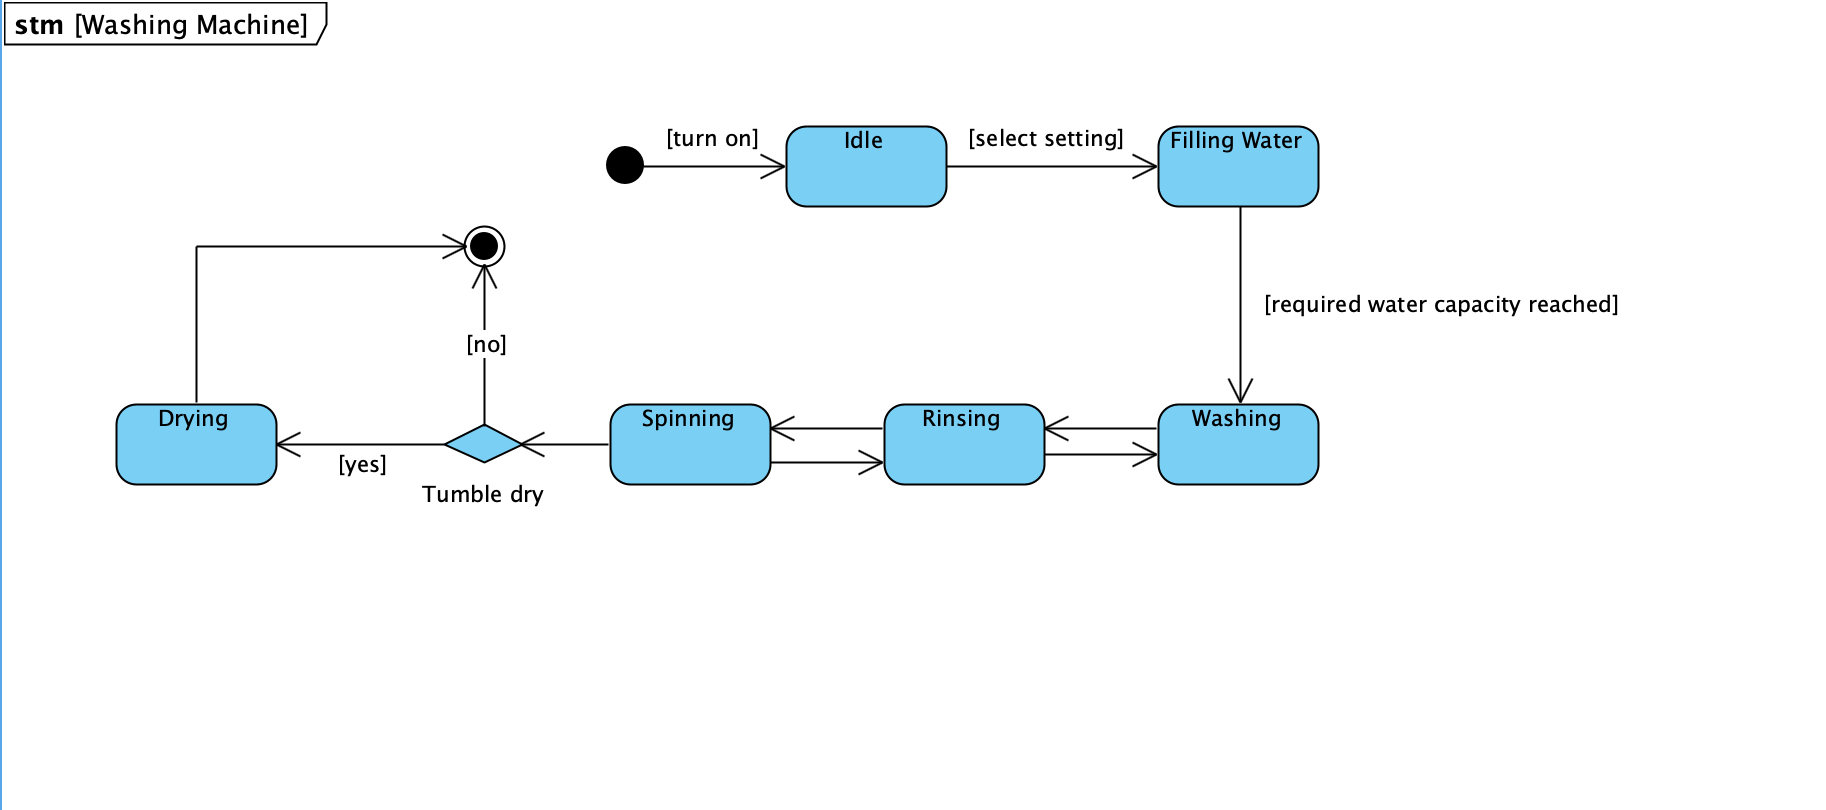 stm [Washing Machine]
[turn on]
Idle
[select setting]
Filling Water
[required water capacity reached]
[no]
Drying
Spinning
Rinsing
Washing
[yes]
Tumble dry